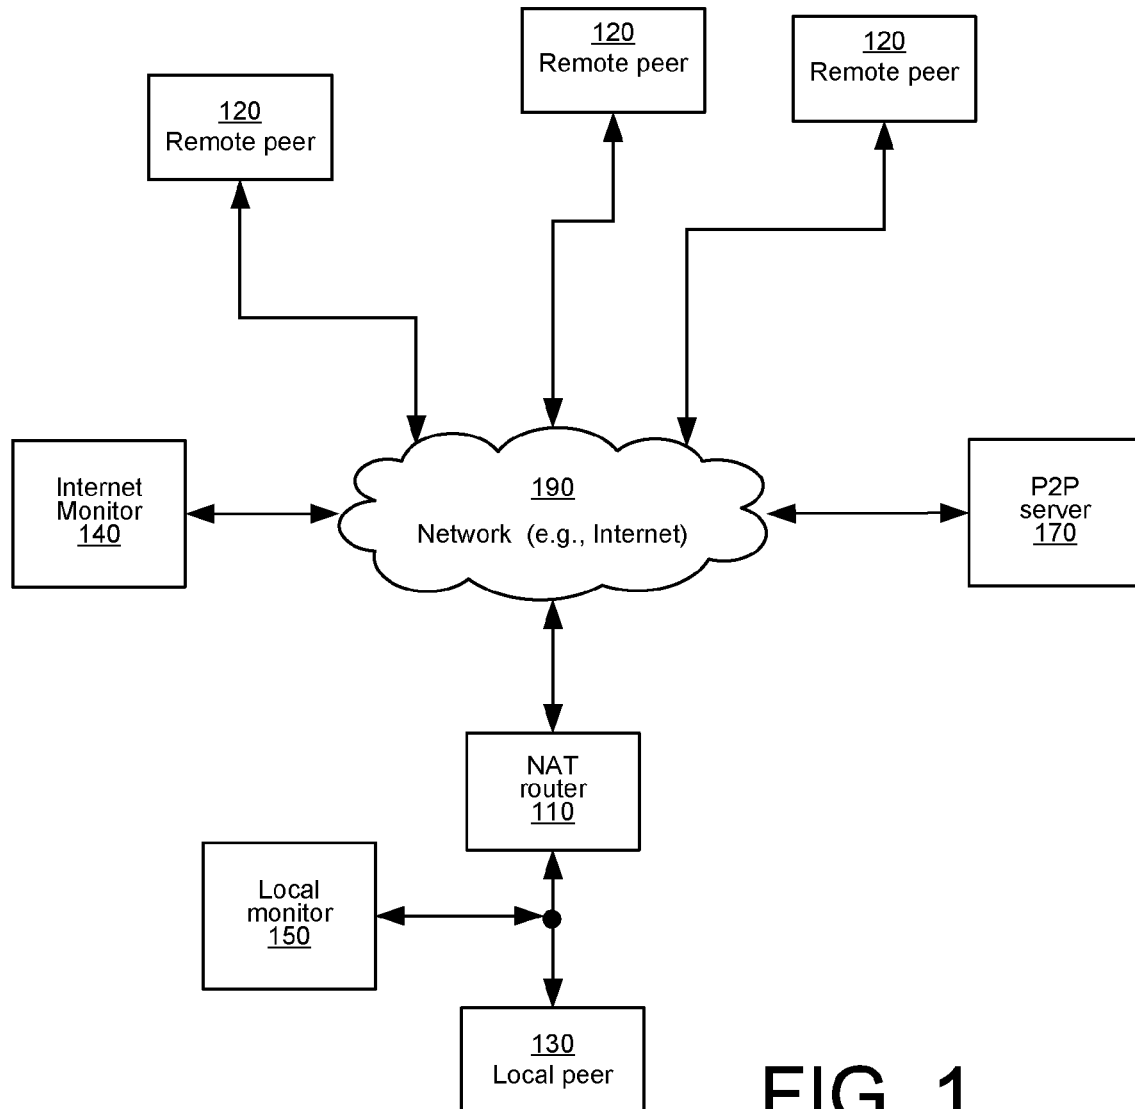 120
Remote peer
120
Remote peer
120
Remote peer
Internet
Monitor
140
190
Network (e.g., Internet)
P2P
server
170
NAT
router
110
Local
monitor
150
130
Local peer
FIG. 1